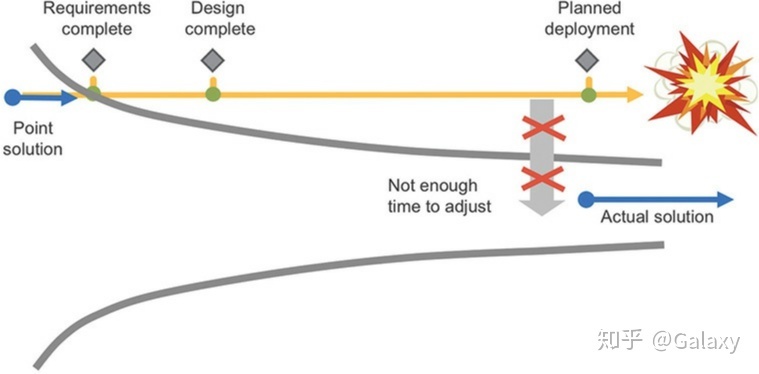 Requirements
complete
Design
complete
Planned
deployment
Point
solution
Not enough
time to adjust
Actual solution
知乎 @Galaxy